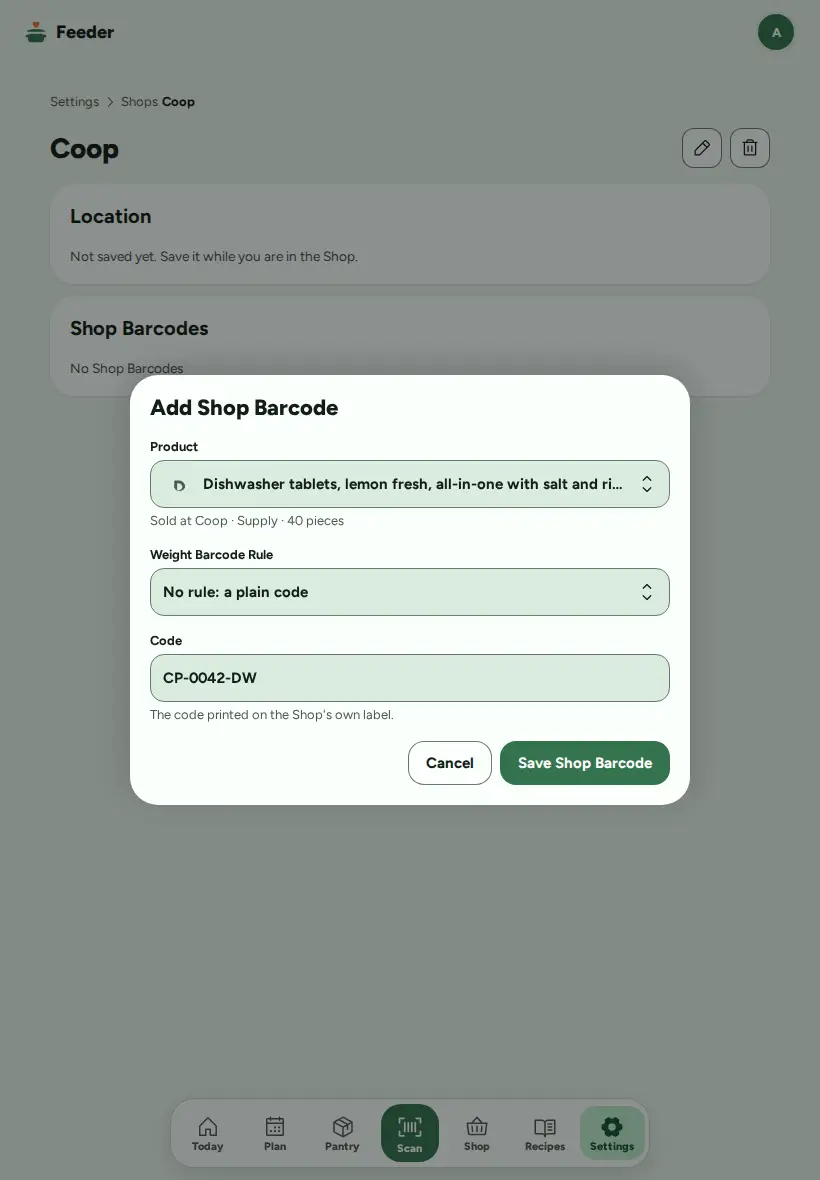 Feeder
A
Settings > Shops Coop
Coop
Location
Not saved yet. Save it while you are in the Shop.
Shop Barcodes
No Shop Barcodes
Add Shop Barcode
Product
Dishwasher tablets, lemon fresh, all-in-one with salt and ri...
Sold at Coop · Supply · 40 pieces
Weight Barcode Rule
No rule: a plain code
Code
CP-0042-DW
The code printed on the Shop's own label.
Cancel
Save Shop Barcode
Today
Plan
Pantry
Scan
Shop
Recipes
Settings